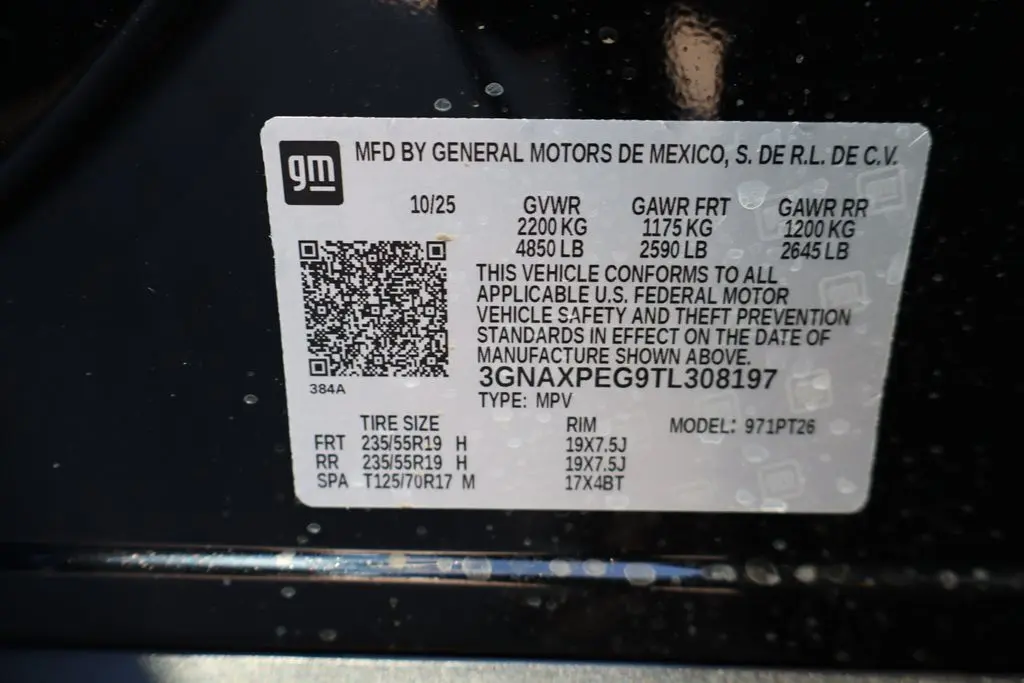 gm
MFD BY GENERAL MOTORS DE MEXICO, S. DE R.L. DE C.V.
10/25 GVWR GAWR FRT GAWR RR
2200 KG 1175 KG 1200 KG
4850 LB 2590 LB 2645 LB
THIS VEHICLE CONFORMS TO ALL
APPLICABLE U.S. FEDERAL MOTOR
VEHICLE SAFETY AND THEFT PREVENTION
STANDARDS IN EFFECT ON THE DATE OF
MANUFACTURE SHOWN ABOVE.
3GNAXPEG9TL308197
384A
TYPE: MPV
TIRE SIZE RIM MODEL: 971PT26
FRT 235/55R19 H 19X7.5J
RR 235/55R19 H 19X7.5J
SPA T125/70R17 M 17X4BT